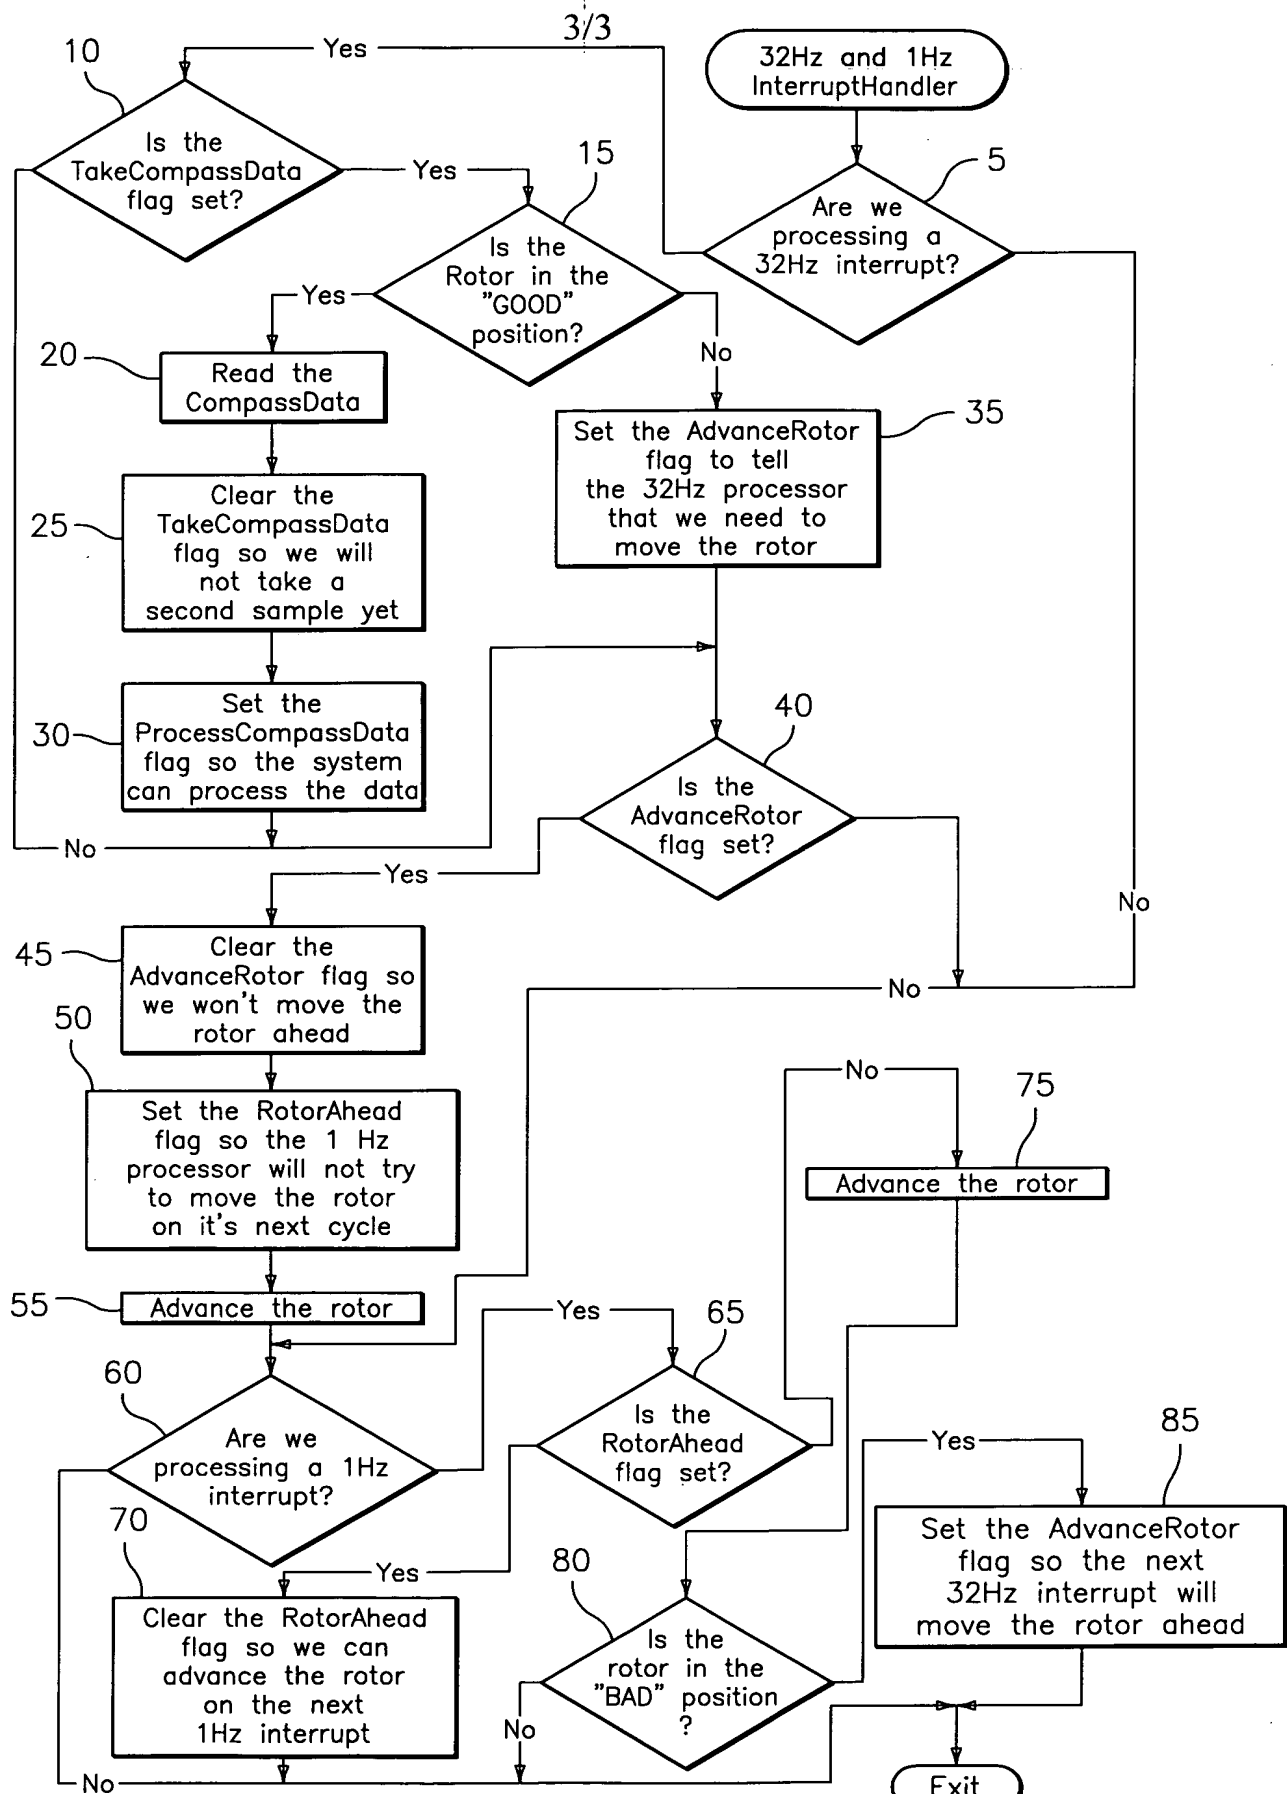 3/3
32Hz and 1Hz
InterruptHandler
5
Are we
processing a
32Hz interrupt?
Yes
No
10
Is the
TakeCompassData
flag set?
Yes
15
Is the
Rotor in the
"GOOD"
position?
Yes
No
20
Read the
CompassData
25
Clear the
TakeCompassData
flag so we will
not take a
second sample yet
30
Set the
ProcessCompassData
flag so the system
can process the data
No
35
Set the AdvanceRotor
flag to tell
the 32Hz processor
that we need to
move the rotor
40
Is the
AdvanceRotor
flag set?
Yes
No
45
Clear the
AdvanceRotor flag so
we won't move the
rotor ahead
50
Set the RotorAhead
flag so the 1 Hz
processor will not try
to move the rotor
on it's next cycle
55
Advance the rotor
60
Are we
processing a 1Hz
interrupt?
Yes
No
65
Is the
RotorAhead
flag set?
Yes
No
70
Clear the RotorAhead
flag so we can
advance the rotor
on the next
1Hz interrupt
75
Advance the rotor
80
Is the
rotor in the
"BAD" position
?
Yes
No
85
Set the AdvanceRotor
flag so the next
32Hz interrupt will
move the rotor ahead
Exit